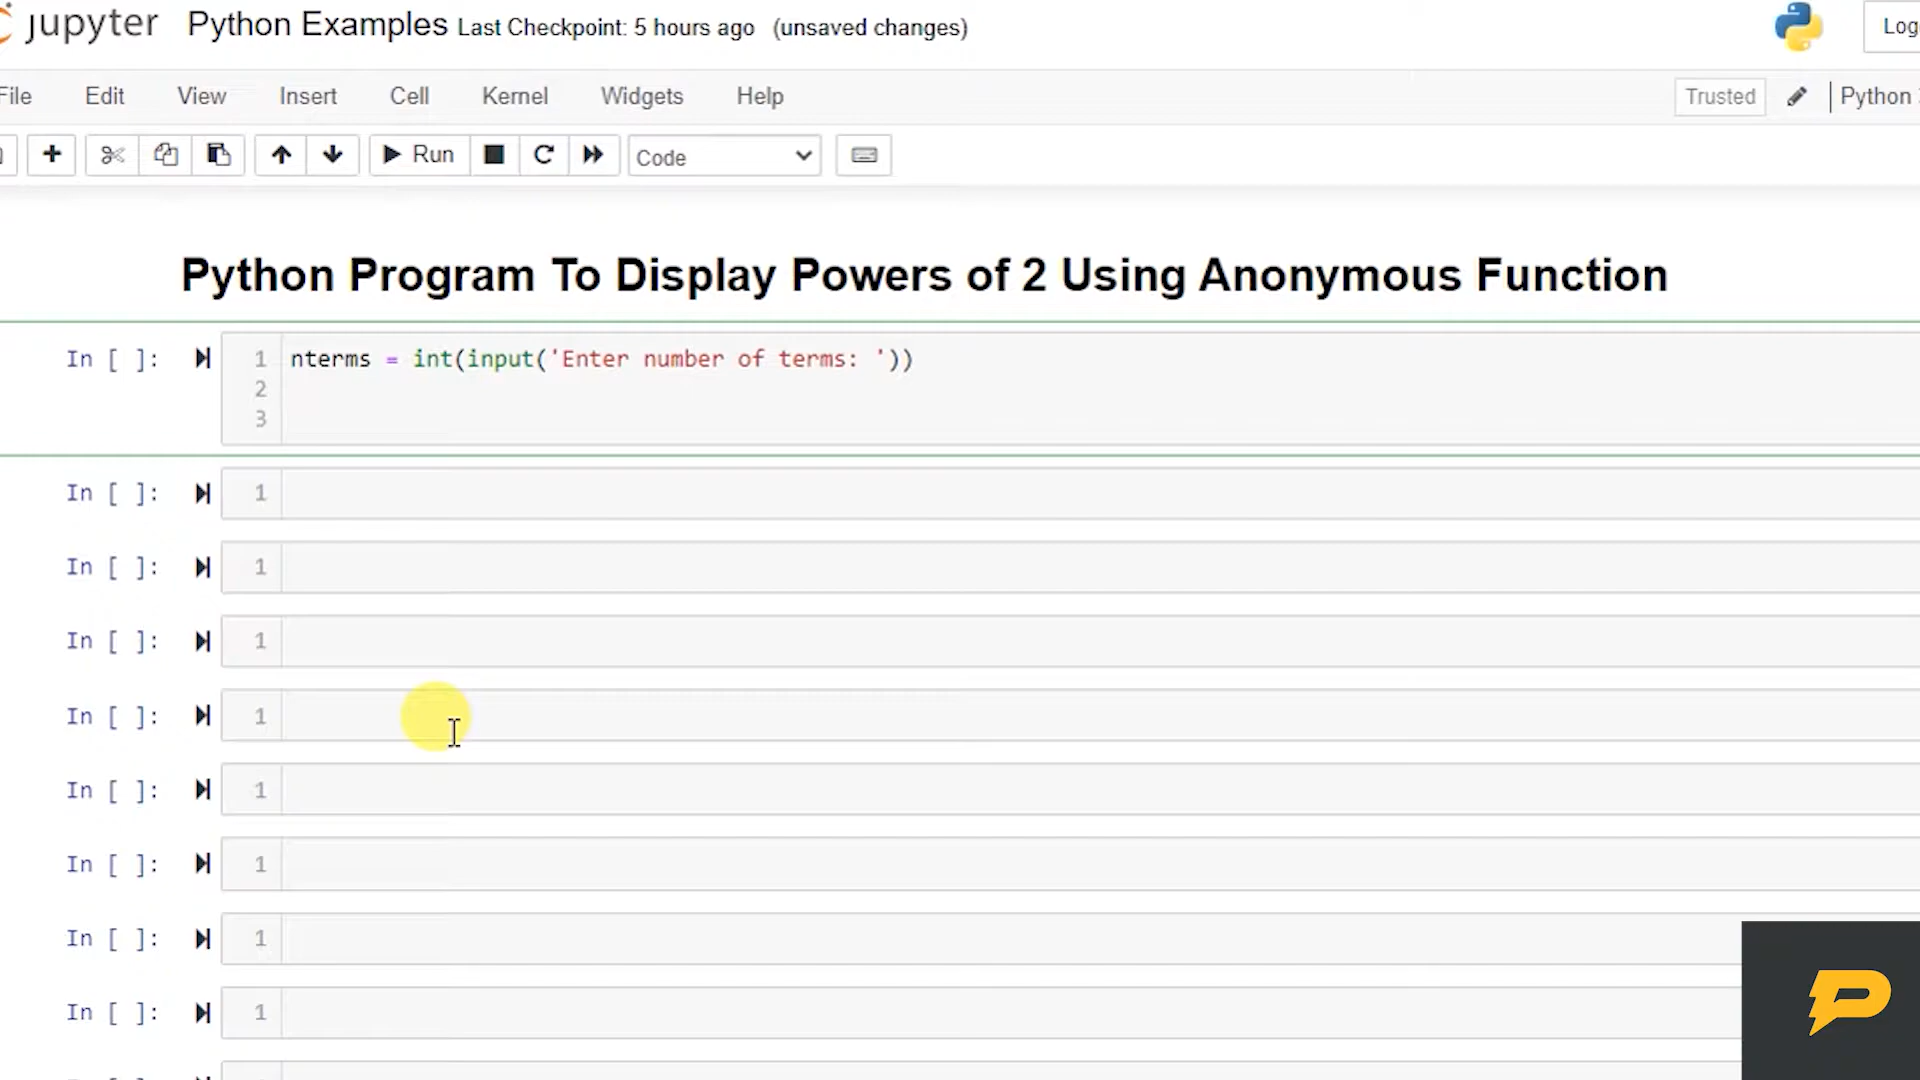 jupyter Python Examples Last Checkpoint: 5 hours ago (unsaved changes) Log
File Edit View Insert Cell Kernel Widgets Help Trusted Python
Run Code
Python Program To Display Powers of 2 Using Anonymous Function
In [ ]: 1 nterms = int(input('Enter number of terms: '))
2
3
In [ ]: 1
In [ ]: 1
In [ ]: 1
In [ ]: 1
In [ ]: 1
In [ ]: 1
In [ ]: 1
In [ ]: 1